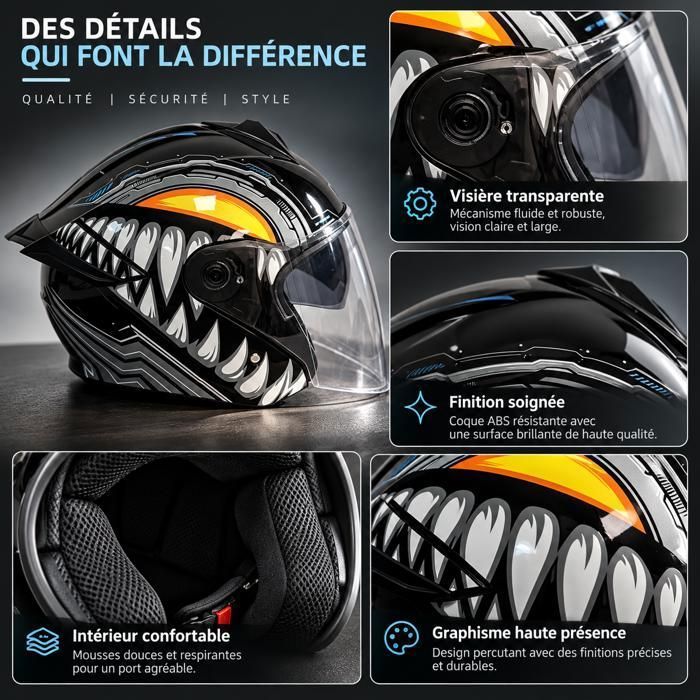 DES DÉTAILS
QUI FONT LA DIFFÉRENCE
QUALITÉ | SÉCURITÉ | STYLE
Visière transparente
Mécanisme fluide et robuste,
vision claire et large.
Finition soignée
Coque ABS résistante avec
une surface brillante de haute qualité.
Intérieur confortable
Mousses douces et respirantes
pour un port agréable.
Graphisme haute présence
Design percutant avec des finitions précises
et durables.